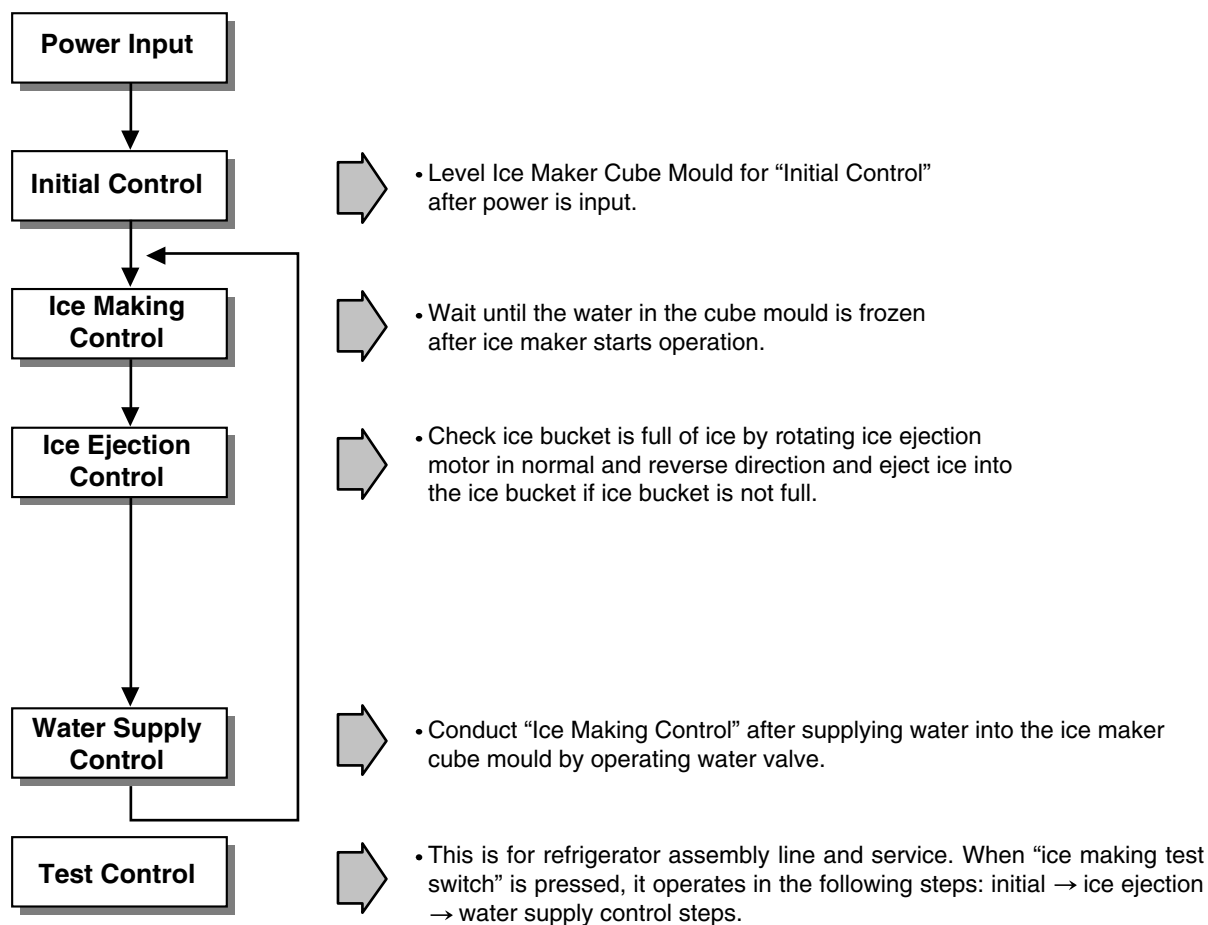 Power Input
Initial Control
• Level Ice Maker Cube Mould for “Initial Control”
after power is input.
Ice Making
Control
• Wait until the water in the cube mould is frozen
after ice maker starts operation.
Ice Ejection
Control
• Check ice bucket is full of ice by rotating ice ejection
motor in normal and reverse direction and eject ice into
the ice bucket if ice bucket is not full.
Water Supply
Control
• Conduct “Ice Making Control” after supplying water into the ice maker
cube mould by operating water valve.
Test Control
• This is for refrigerator assembly line and service. When “ice making test
switch” is pressed, it operates in the following steps: initial → ice ejection
→ water supply control steps.